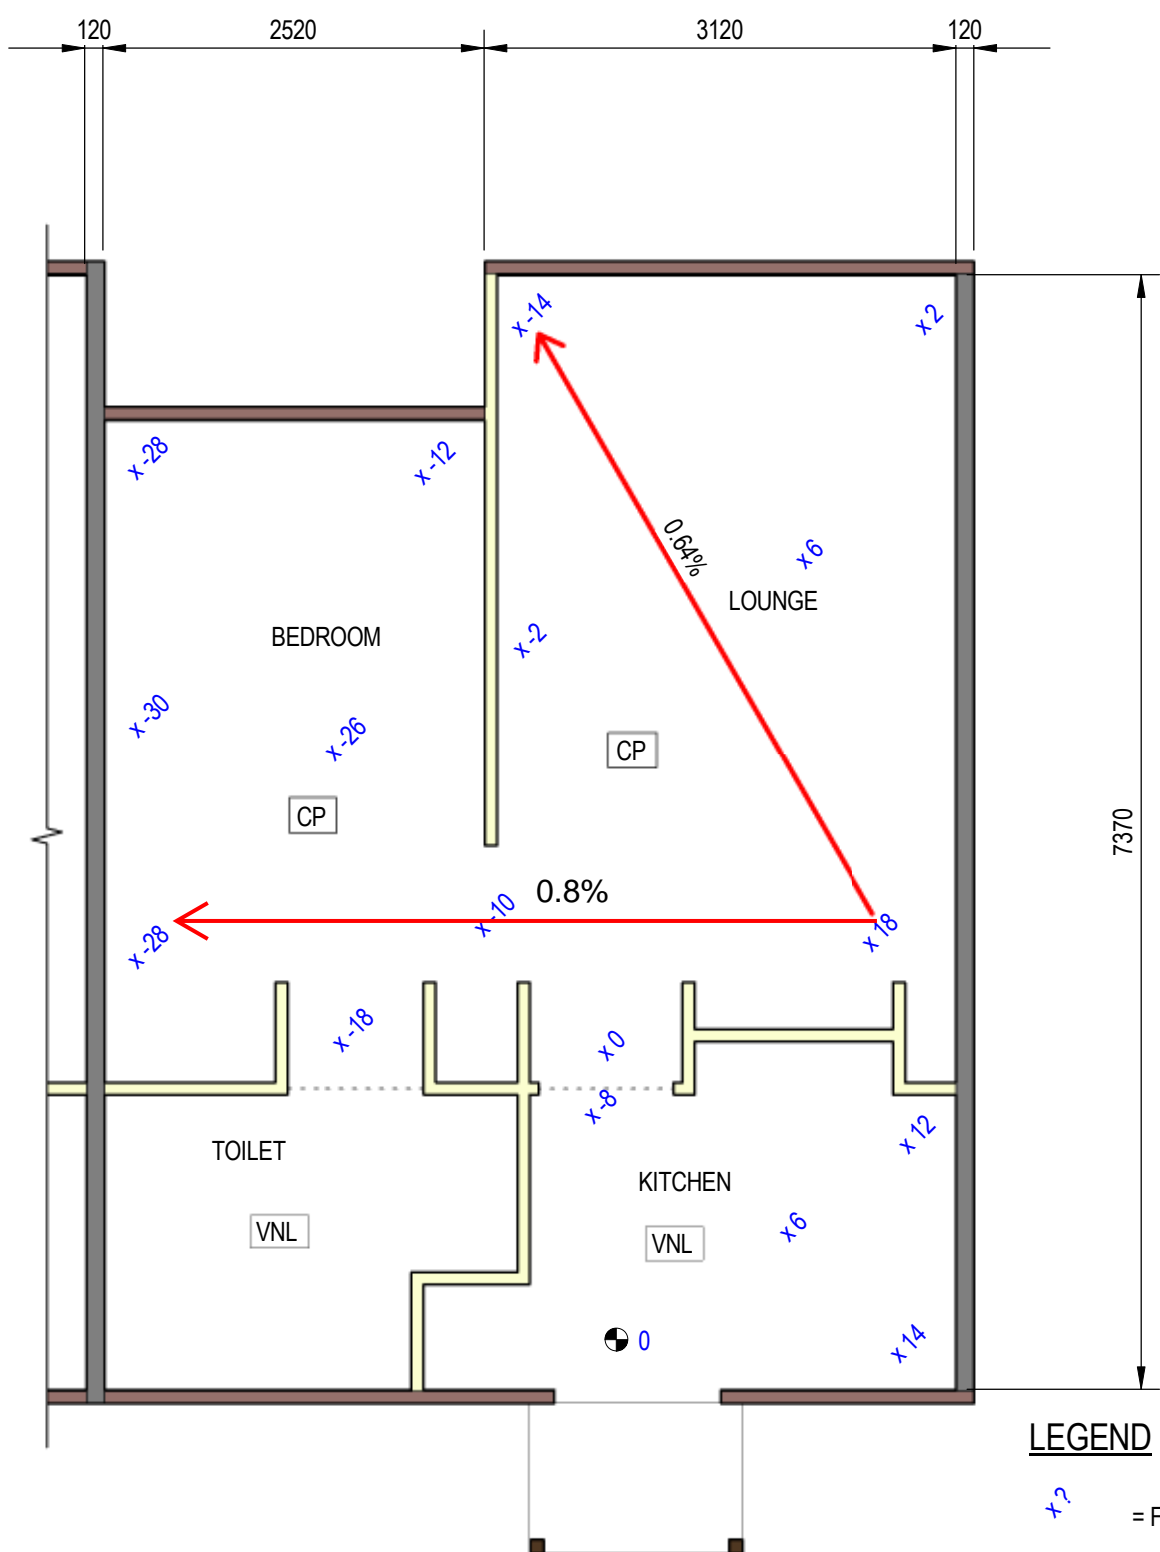 120 2520 3120 120
x -14
x 2
x -28
x -12
0.64%
x 6
LOUNGE
BEDROOM
x -2
x -30
x -26
CP
CP
7370
0.8%
x -10
x 18
x -28
x -18
x 0
x -8
x 12
TOILET
KITCHEN
VNL
VNL
x 6
0
x 14
LEGEND
x ?
= F